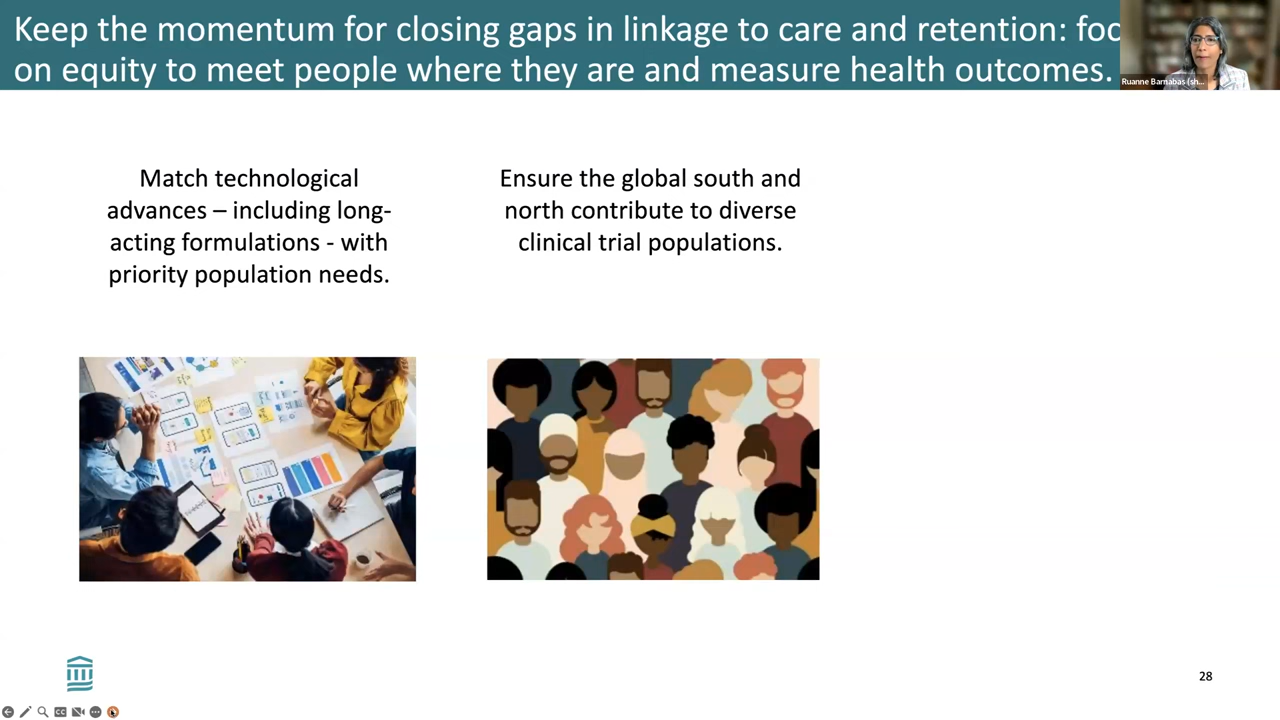 Keep the momentum for closing gaps in linkage to care and retention: foc
on equity to meet people where they are and measure health outcomes.
Ruanne Barnabas (sh...
Match technological
advances – including long-
acting formulations - with
priority population needs.
Ensure the global south and
north contribute to diverse
clinical trial populations.
28